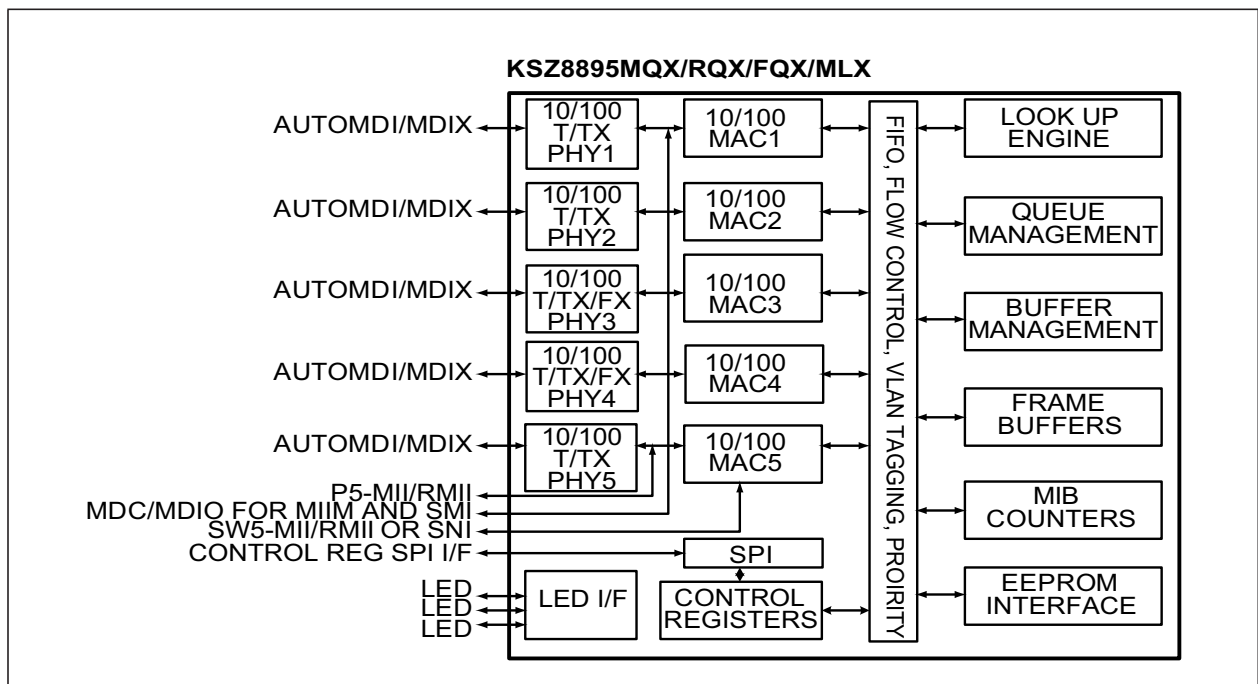 KSZ8895MQX/RQX/FQX/MLX
AUTOMDI/MDIX
10/100
T/TX
PHY1
10/100
MAC1
LOOK UP
ENGINE
AUTOMDI/MDIX
10/100
T/TX
PHY2
10/100
MAC2
QUEUE
MANAGEMENT
AUTOMDI/MDIX
10/100
T/TX/FX
PHY3
10/100
MAC3
BUFFER
MANAGEMENT
AUTOMDI/MDIX
10/100
T/TX/FX
PHY4
10/100
MAC4
FRAME
BUFFERS
AUTOMDI/MDIX
10/100
T/TX
PHY5
10/100
MAC5
MIB
COUNTERS
P5-MII/RMII
MDC/MDIO FOR MIIM AND SMI
SW5-MII/RMII OR SNI
CONTROL REG SPI I/F
SPI
LED
LED
LED
LED I/F
CONTROL
REGISTERS
EEPROM
INTERFACE
FIFO, FLOW CONTROL, VLAN TAGGING, PROIRITY